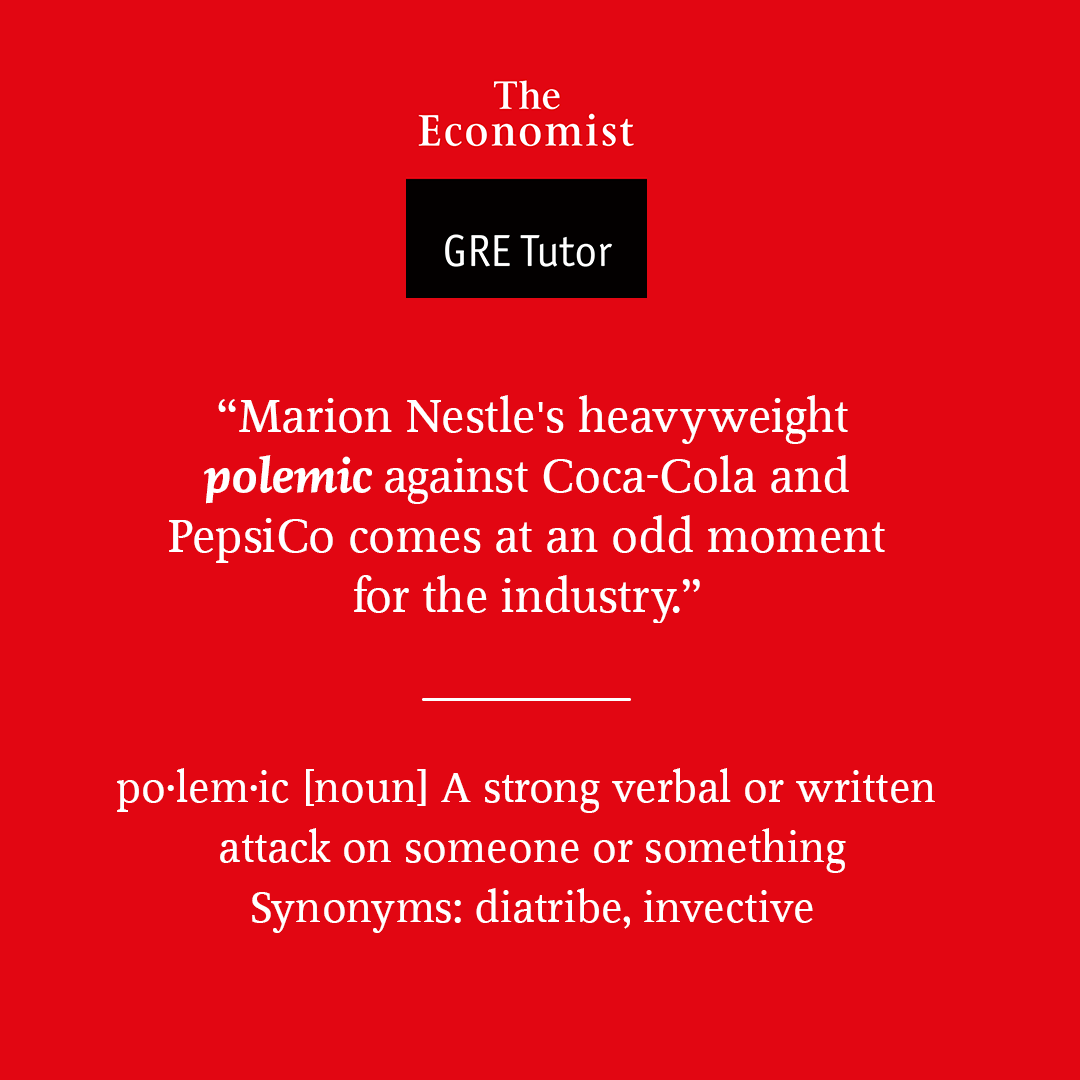 The
Economist
GRE Tutor
“Marion Nestle's heavyweight
polemic against Coca-Cola and
PepsiCo comes at an odd moment
for the industry.”
po·lem·ic [noun] A strong verbal or written
attack on someone or something
Synonyms: diatribe, invective